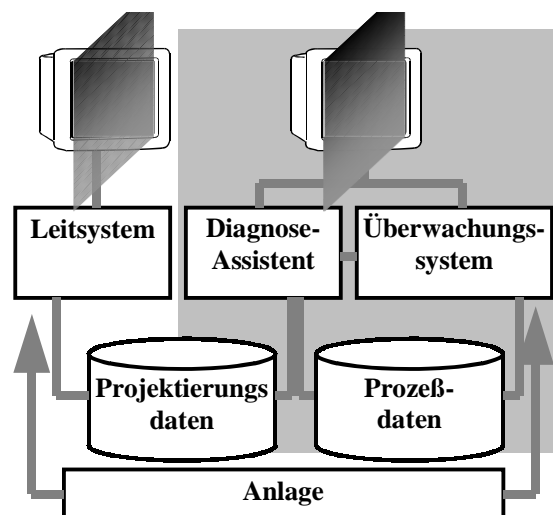 Leitsystem
Diagnose-
Assistent
Überwachungs-
system
Projektierungs
daten
Prozeß-
daten
Anlage